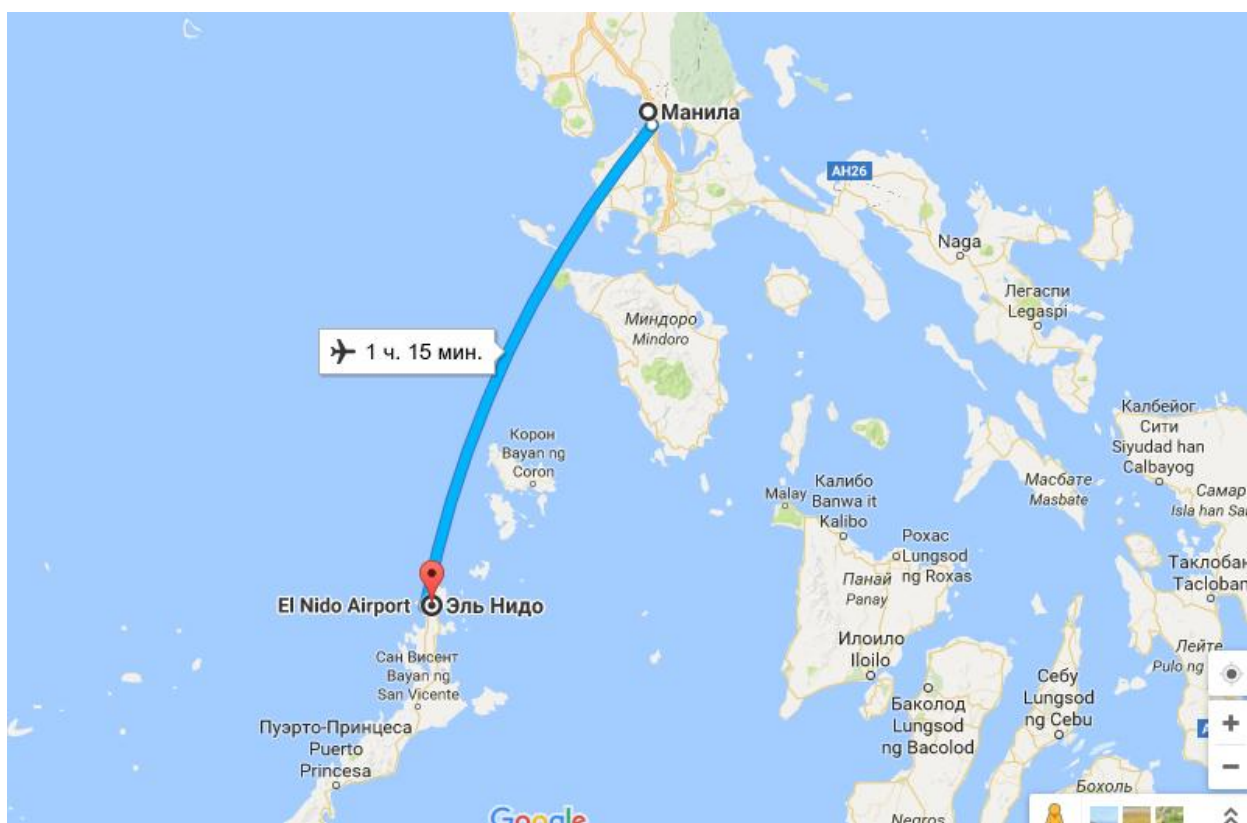 Манила
AH26
Naga
Легаспи
Legaspi
Миндоро
Mindoro
1 ч. 15 мин.
Калбейог
Сити
Siyudad han
Calbayog
Корон
Bayan ng
Coron
Масбате
Masbate
Самар
Isla han Sa
Malay
Калибо
Banwa it
Kalibo
Рохас
Lungsod
ng Roxas
Панай
Panay
Таклобан
Tacloban
El Nido Airport
Эль Нидо
Илоило
Iloilo
Лейте
Pulo ng
Сан Висент
Bayan ng
San Vicente
Себу
Lungsod
ng Cebu
Баколод
Lungsod
ng Bacolod
Пуэрто-Принцеса
Puerto
Princesa
Бохоль
Google
Negros